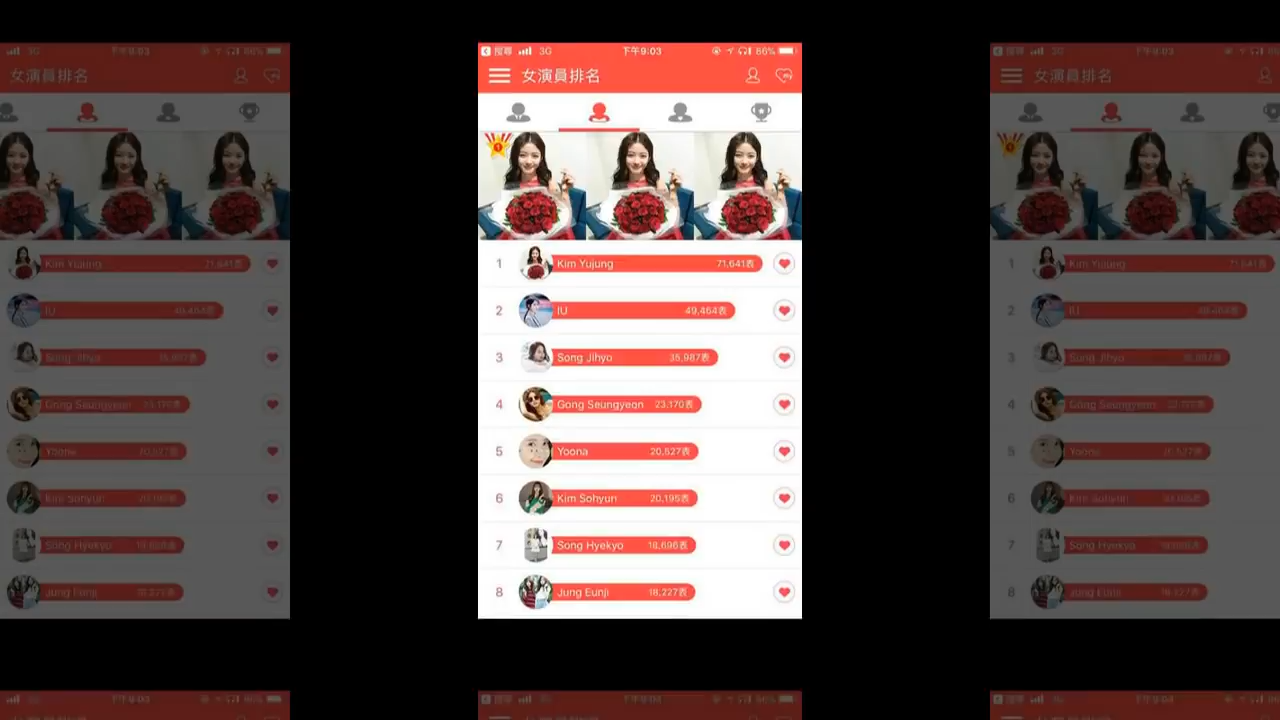 搜尋 3G 下午9:03 86%
女演員排名
1 Kim Yujung 71,641表
2 IU 49,464表
3 Song Jihyo 35,987表
4 Gong Seungyeon 23,170表
5 Yoona 20,527表
6 Kim Sohyun 20,195表
7 Song Hyekyo 18,696表
8 Jung Eunji 18,227表